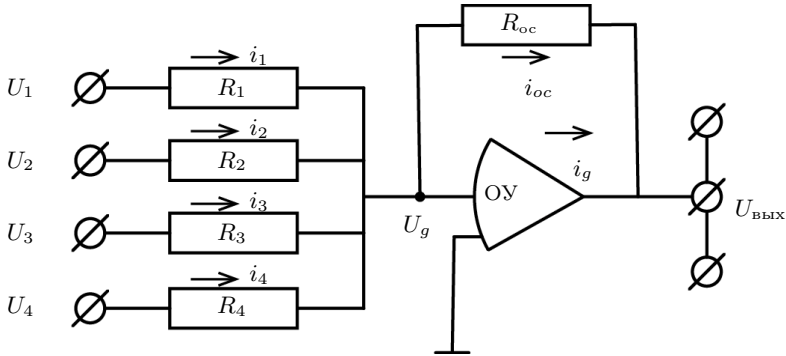 R_ос
i_1
U_1
R_1
i_oc
i_2
U_2
R_2
i_g
i_3
ОУ
U_3
R_3
U_g
U_вых
i_4
U_4
R_4